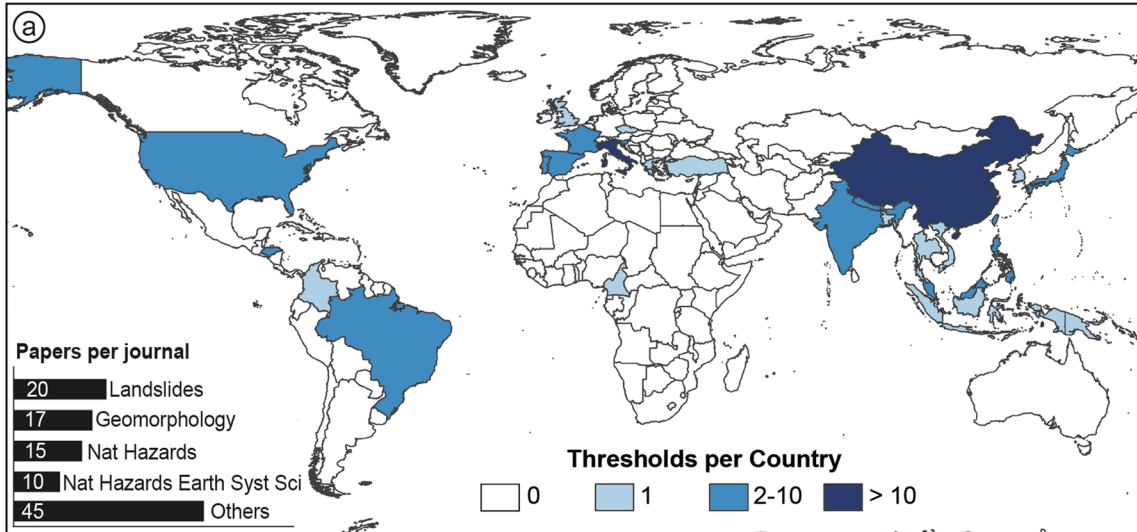 a
Papers per journal
20 Landslides
17 Geomorphology
15 Nat Hazards
10 Nat Hazards Earth Syst Sci
45 Others
Thresholds per Country
0 1 2-10 > 10